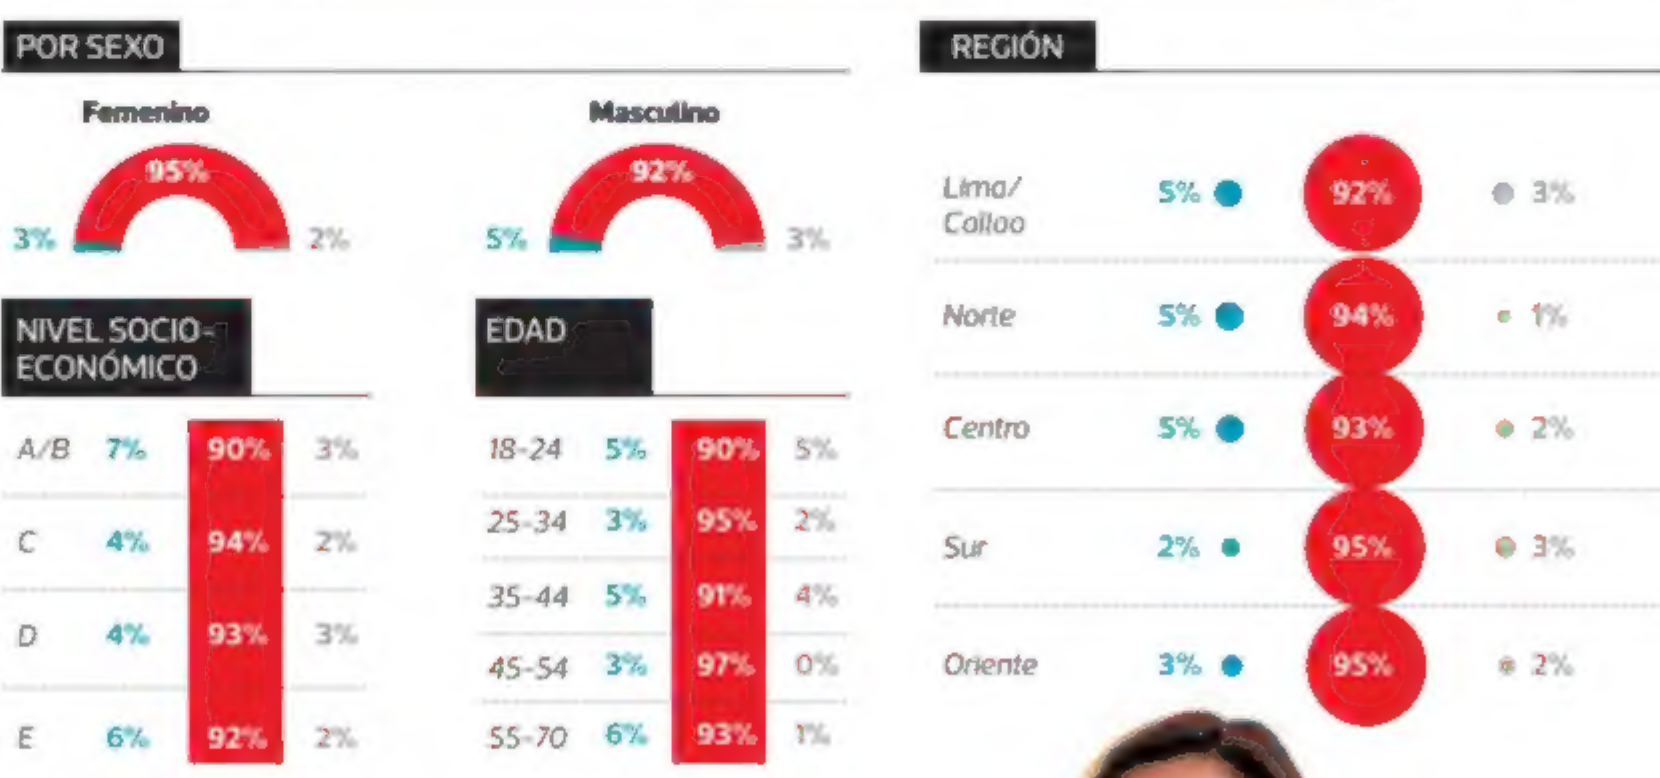 POR SEXO
Femenino
95%
3%
2%
Masculino
92%
5%
3%
NIVEL SOCIO-
ECONÓMICO
A/B 7% 90% 3%
C 4% 94% 2%
D 4% 93% 3%
E 6% 92% 2%
EDAD
18-24 5% 90% 5%
25-34 3% 95% 2%
35-44 5% 91% 4%
45-54 3% 97% 0%
55-70 6% 93% 1%
REGIÓN
Lima/
Callao
5% 92% 3%
Norte 5% 94% 1%
Centro 5% 93% 2%
Sur 2% 95% 3%
Oriente 3% 95% 2%